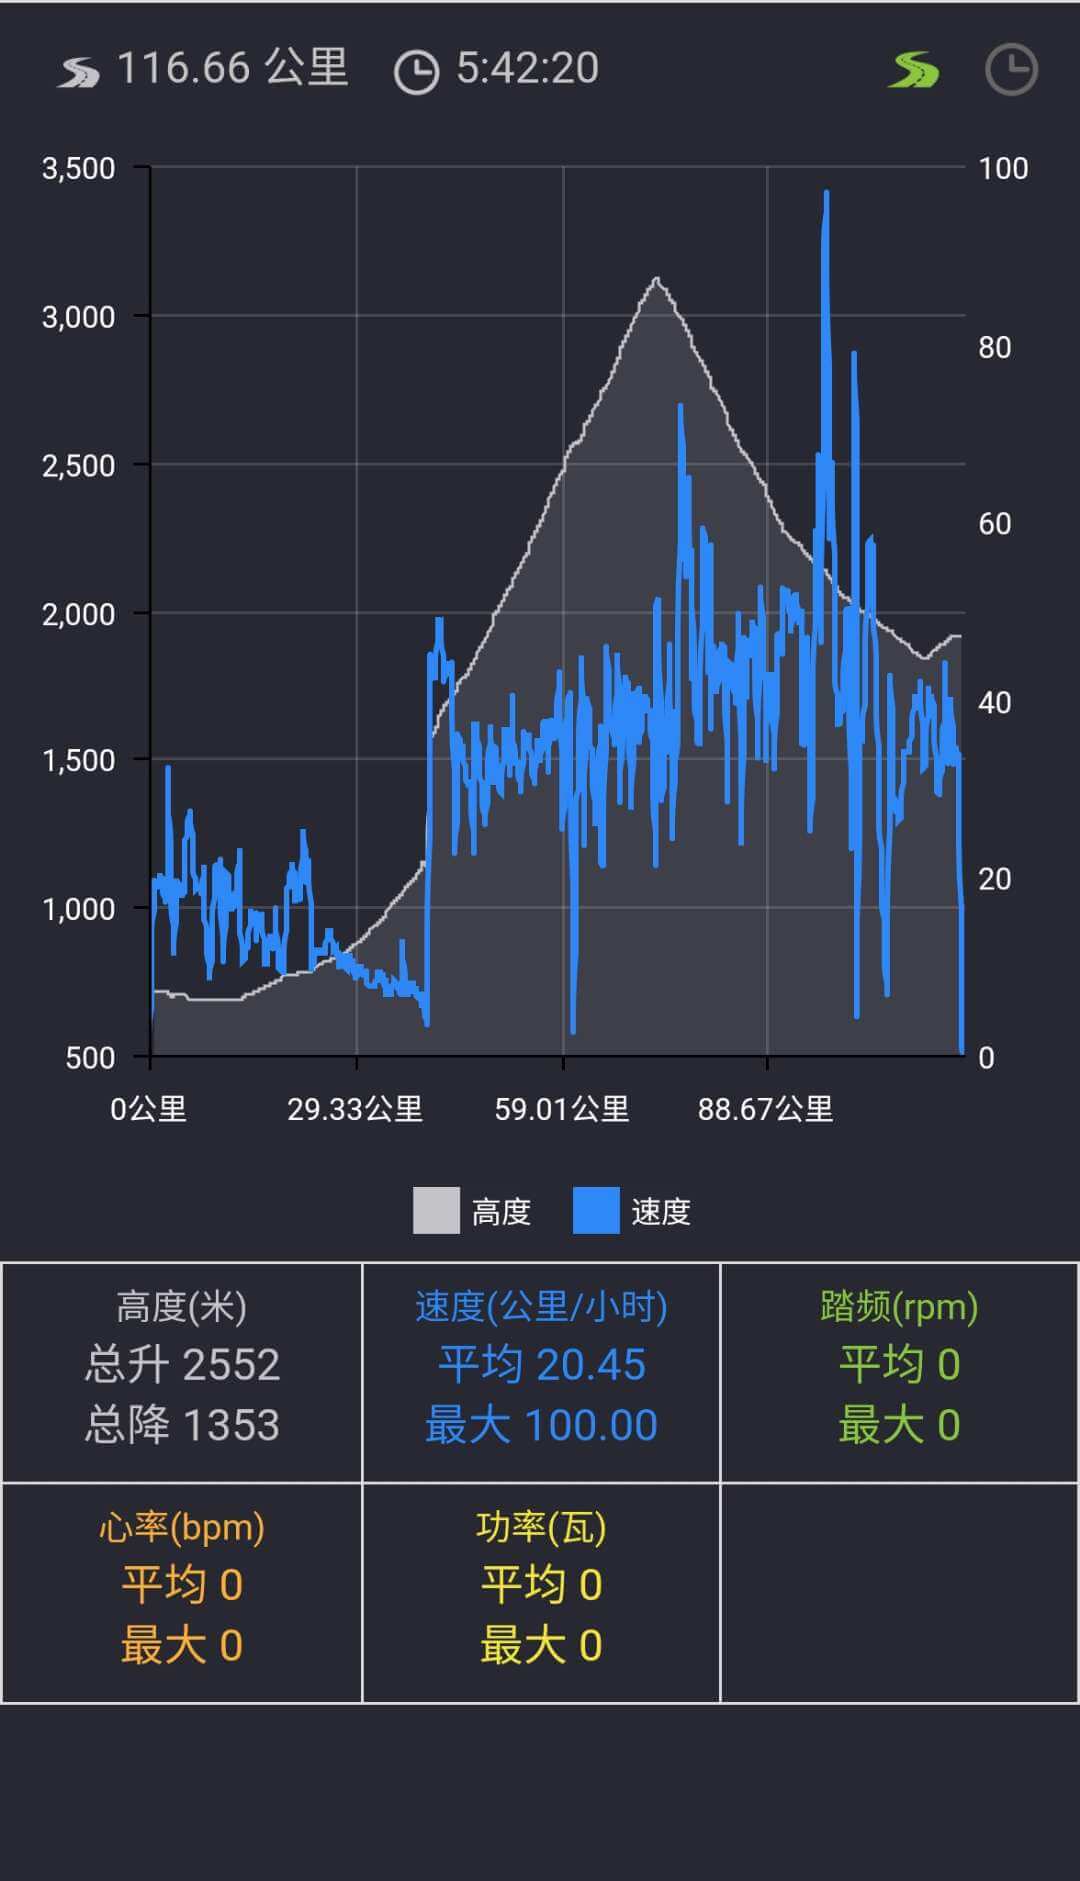 116.66 公里 5:42:20
3,500 100
3,000
80
2,500
60
2,000
40
1,500
20
1,000
500 0
0公里 29.33公里 59.01公里 88.67公里
高度 速度
高度(米)
总升 2552
总降 1353
速度(公里/小时)
平均 20.45
最大 100.00
踏频(rpm)
平均 0
最大 0
心率(bpm)
平均 0
最大 0
功率(瓦)
平均 0
最大 0